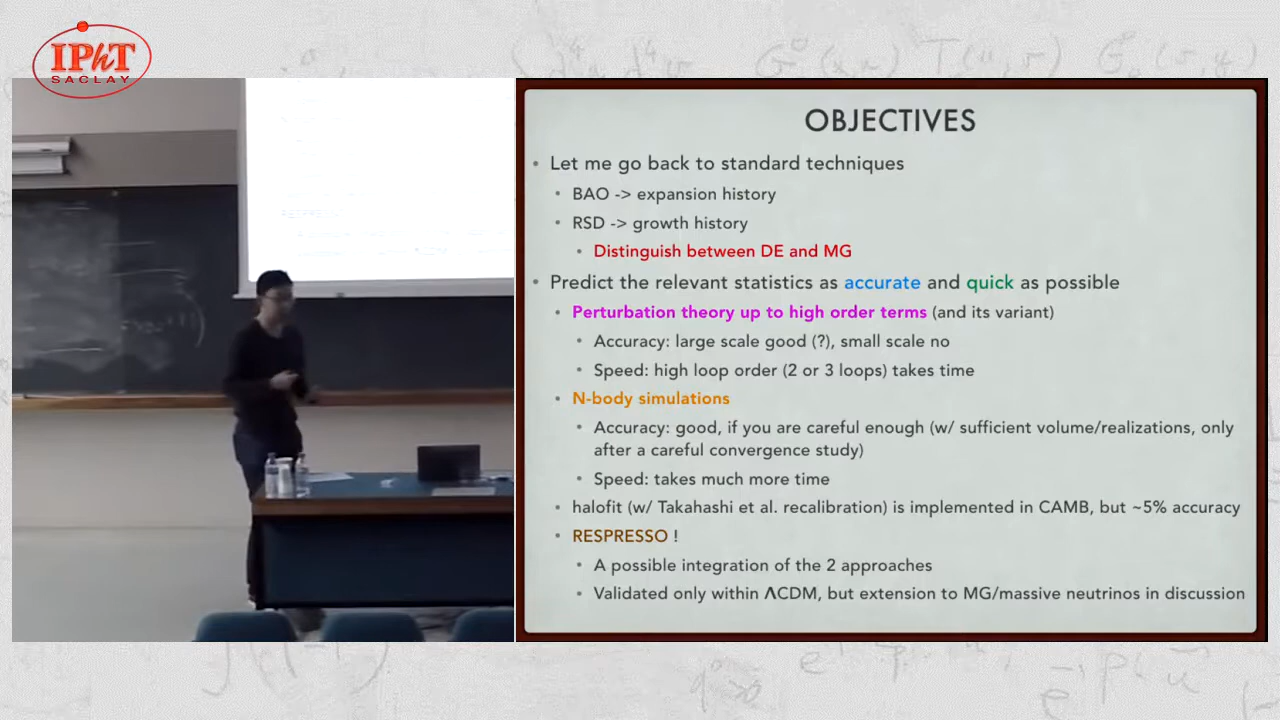 IPhT
SACLAY
OBJECTIVES
• Let me go back to standard techniques
• BAO -> expansion history
• RSD -> growth history
• Distinguish between DE and MG
• Predict the relevant statistics as accurate and quick as possible
• Perturbation theory up to high order terms (and its variant)
• Accuracy: large scale good (?), small scale no
• Speed: high loop order (2 or 3 loops) takes time
• N-body simulations
• Accuracy: good, if you are careful enough (w/ sufficient volume/realizations, only
after a careful convergence study)
• Speed: takes much more time
• halofit (w/ Takahashi et al. recalibration) is implemented in CAMB, but ~5% accuracy
• RESPRESSO !
• A possible integration of the 2 approaches
• Validated only within ΛCDM, but extension to MG/massive neutrinos in discussion